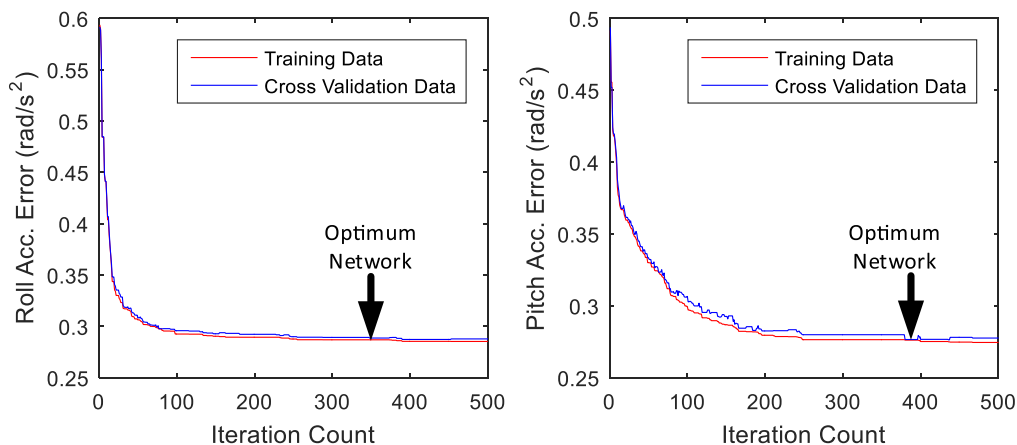 Roll Acc. Error (rad/s²)
0.6
0.55
0.5
0.45
0.4
0.35
0.3
0.25
Training Data
Cross Validation Data
Optimum
Network
0 100 200 300 400 500
Iteration Count
Pitch Acc. Error (rad/s²)
0.5
0.45
0.4
0.35
0.3
0.25
Training Data
Cross Validation Data
Optimum
Network
0 100 200 300 400 500
Iteration Count